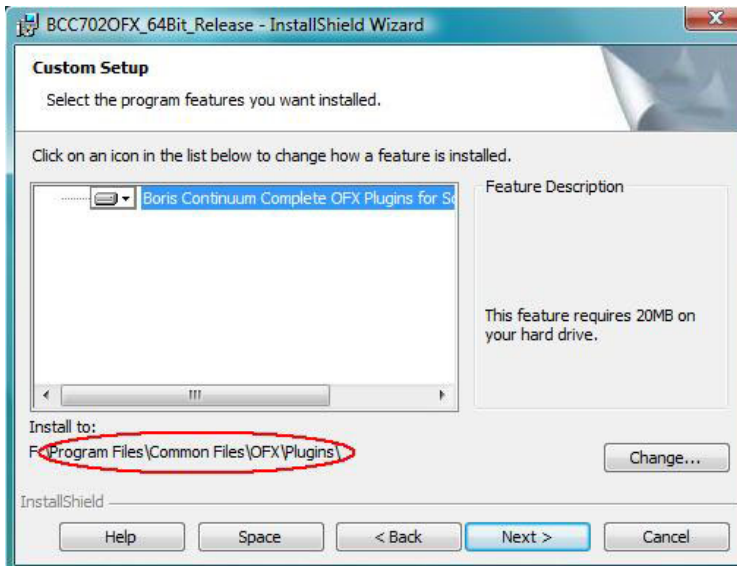 BCC702OFX_64Bit_Release - InstallShield Wizard
Custom Setup
Select the program features you want installed.
Click on an icon in the list below to change how a feature is installed.
Boris Continuum Complete OFX Plugins for So
Feature Description
This feature requires 20MB on
your hard drive.
Install to:
F:\Program Files\Common Files\OFX\Plugins\
Change...
InstallShield
Help
Space
< Back
Next >
Cancel